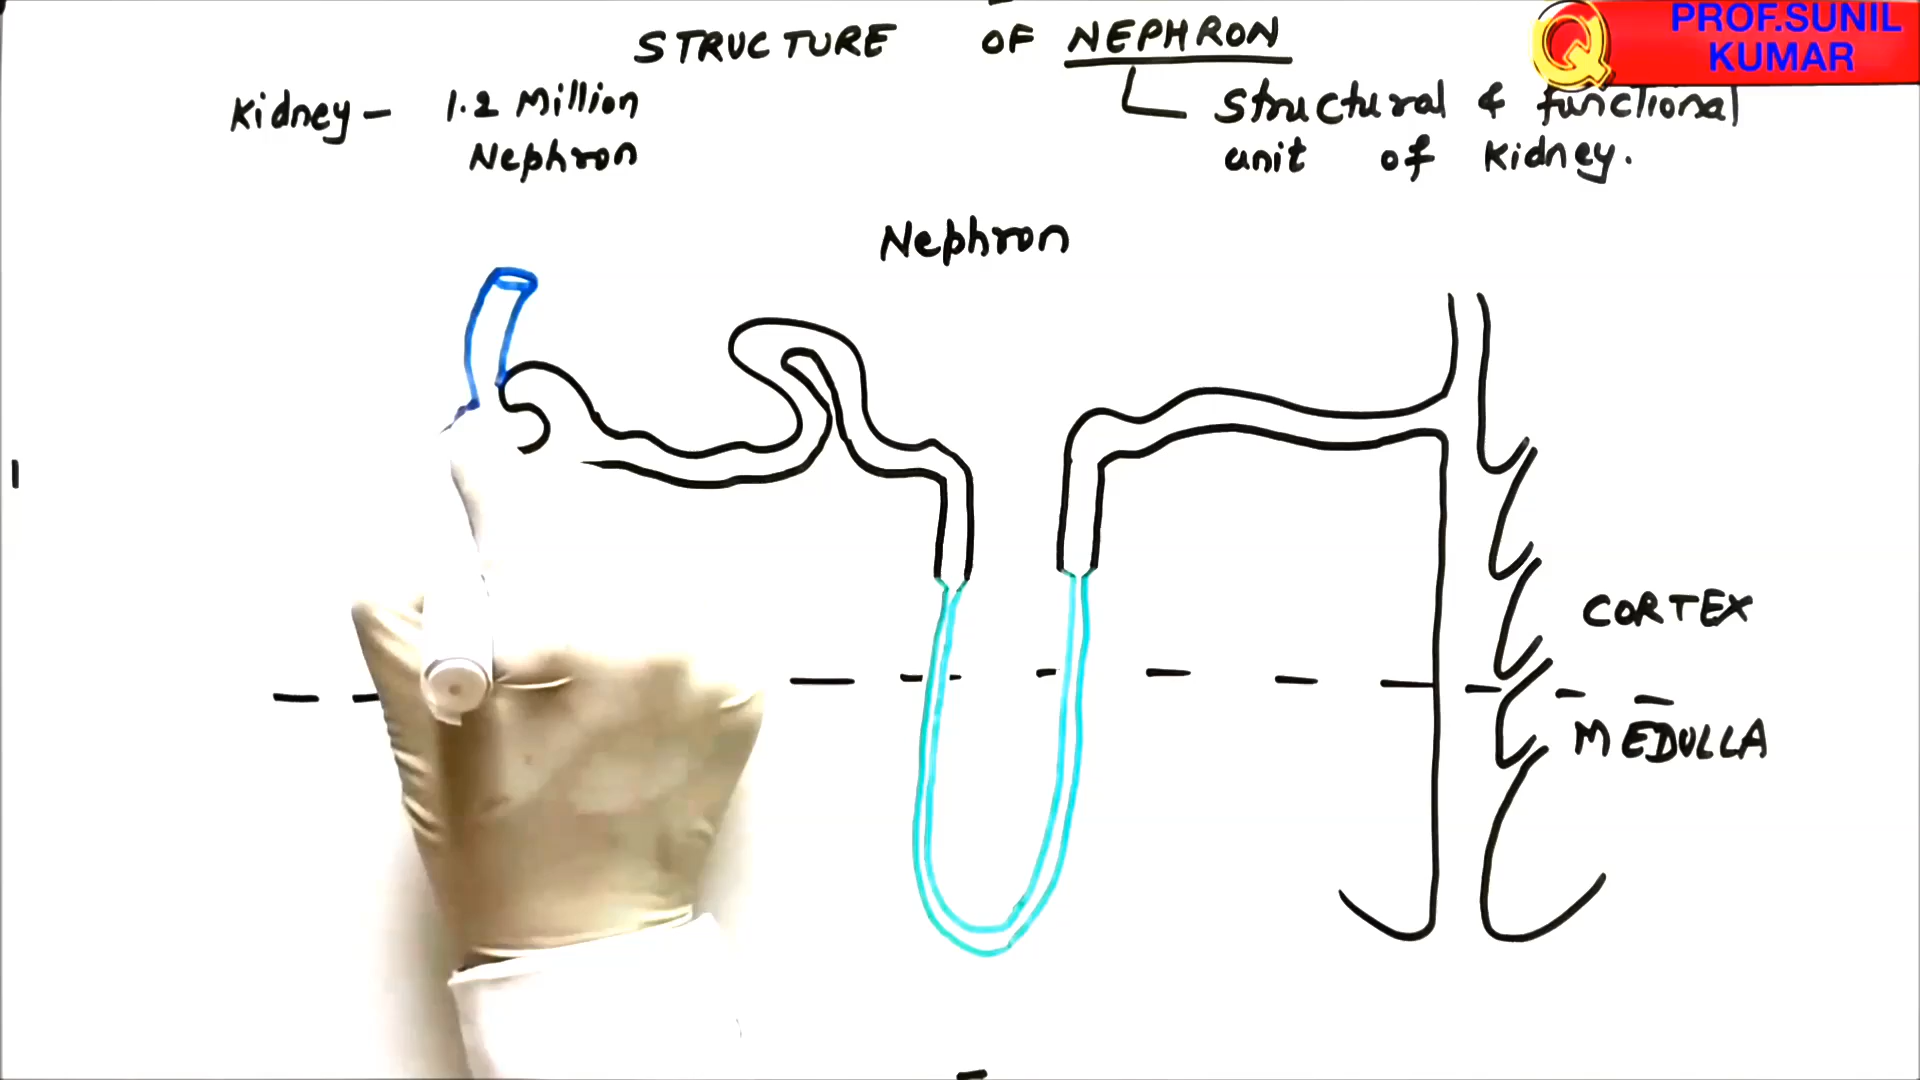 STRUCTURE OF NEPHRON
PROF.SUNIL
KUMAR
Kidney - 1.2 Million
Nephron
Structural & functional
unit of kidney.
Nephron
CORTEX
MEDULLA